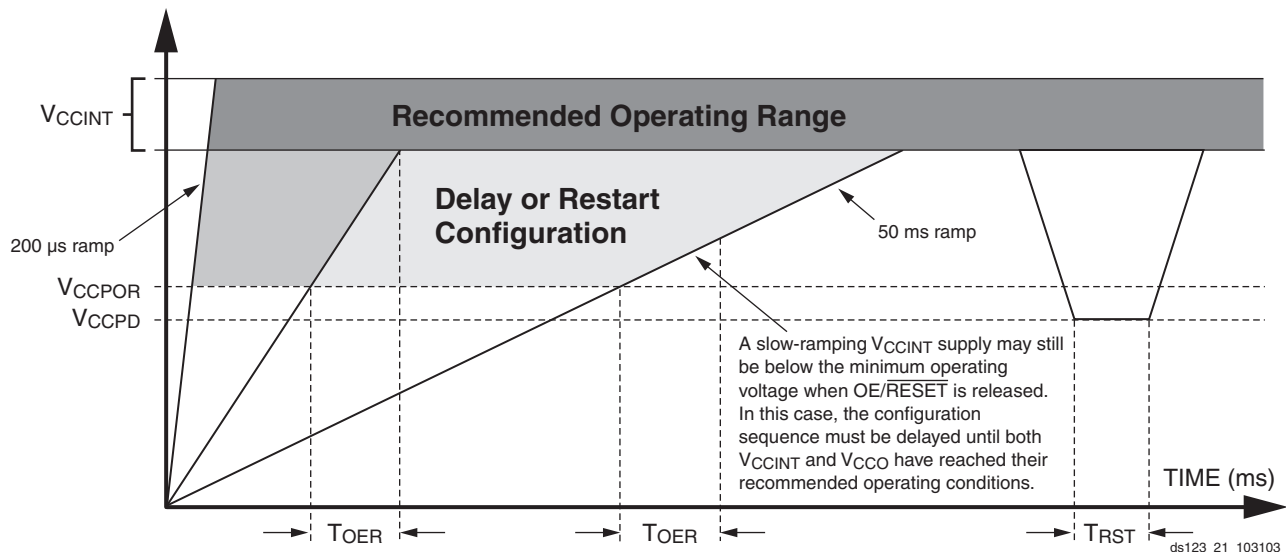 VCCINT
Recommended Operating Range
Delay or Restart
Configuration
200 µs ramp
50 ms ramp
VCCPOR
VCCPD
A slow-ramping VCCINT supply may still
be below the minimum operating
voltage when OE/RESET is released.
In this case, the configuration
sequence must be delayed until both
VCCINT and VCCO have reached their
recommended operating conditions.
TIME (ms)
TOER
TOER
TRST
ds123_21_103103